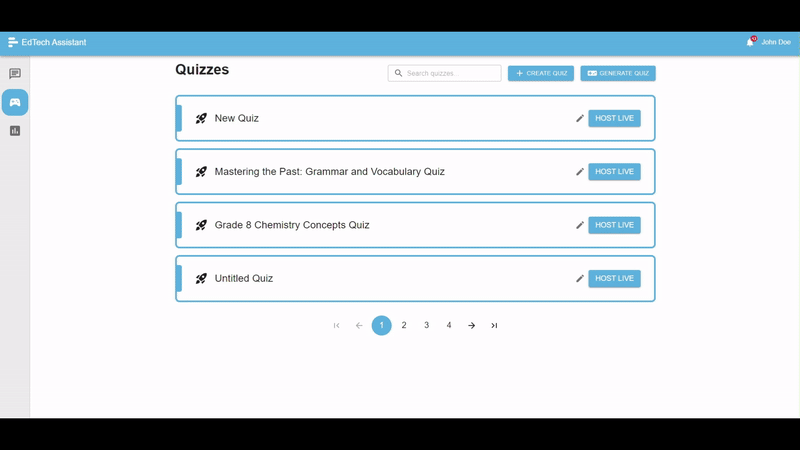 EdTech Assistant
John Doe
Quizzes
Search quizzes...
CREATE QUIZ
GENERATE QUIZ
New Quiz
HOST LIVE
Mastering the Past: Grammar and Vocabulary Quiz
HOST LIVE
Grade 8 Chemistry Concepts Quiz
HOST LIVE
Untitled Quiz
HOST LIVE
1 2 3 4